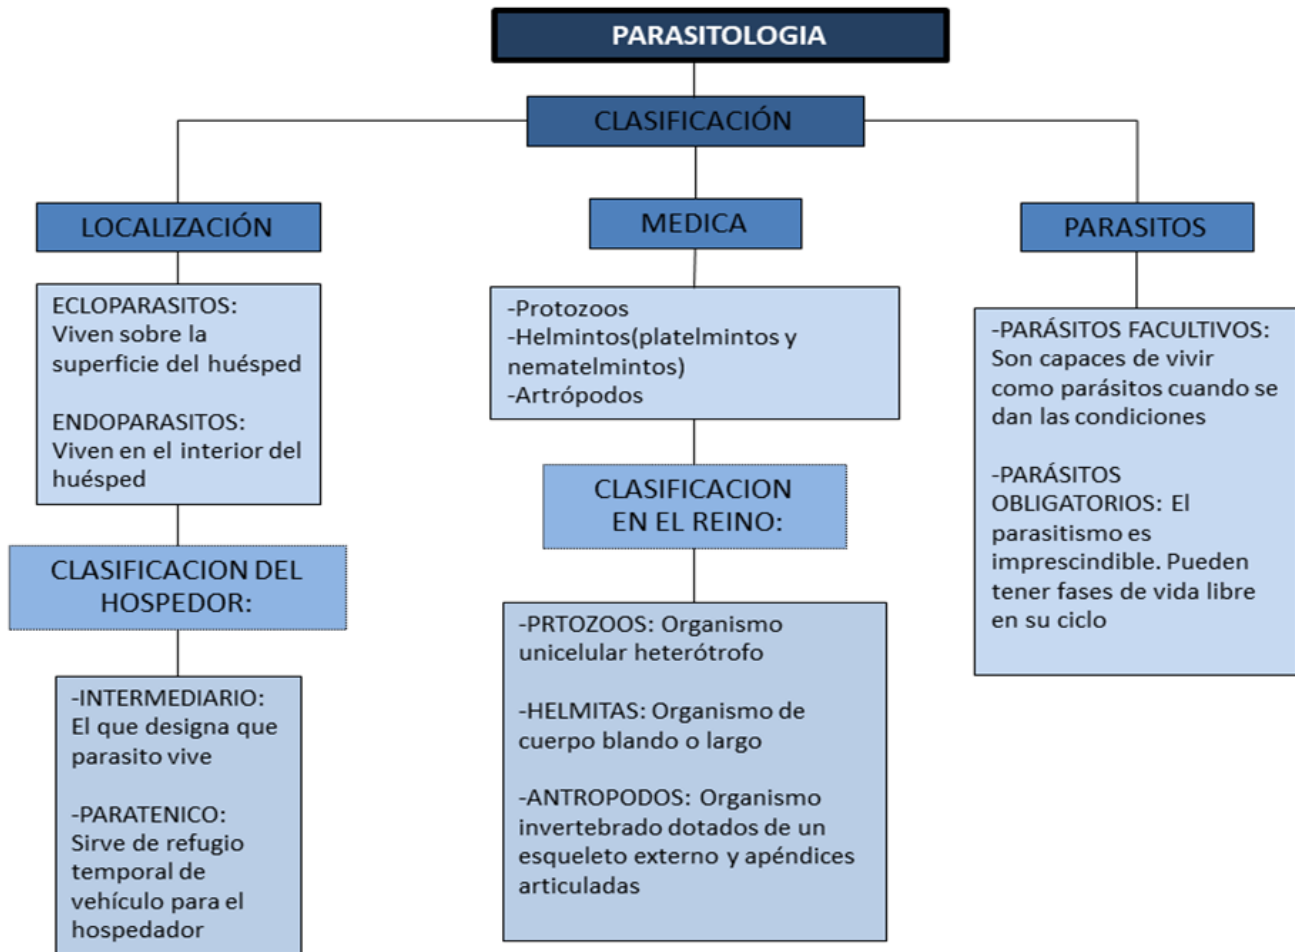 PARASITOLOGIA
CLASIFICACIÓN
LOCALIZACIÓN
ECLOPARASITOS:
Viven sobre la
superficie del huésped
ENDOPARASITOS:
Viven en el interior del
huésped
CLASIFICACION DEL
HOSPEDOR:
-INTERMEDIARIO:
El que designa que
parasito vive
-PARATENICO:
Sirve de refugio
temporal de
vehículo para el
hospedador
MEDICA
-Protozoos
-Helmintos(platelmintos y
nematelmintos)
-Artrópodos
CLASIFICACION
EN EL REINO:
-PRTOZOOS: Organismo
unicelular heterótrofo
-HELMITAS: Organismo de
cuerpo blando o largo
-ANTROPODOS: Organismo
invertebrado dotados de un
esqueleto externo y apéndices
articuladas
PARASITOS
-PARÁSITOS FACULTIVOS:
Son capaces de vivir
como parásitos cuando se
dan las condiciones
-PARÁSITOS
OBLIGATORIOS: El
parasitismo es
imprescindible. Pueden
tener fases de vida libre
en su ciclo